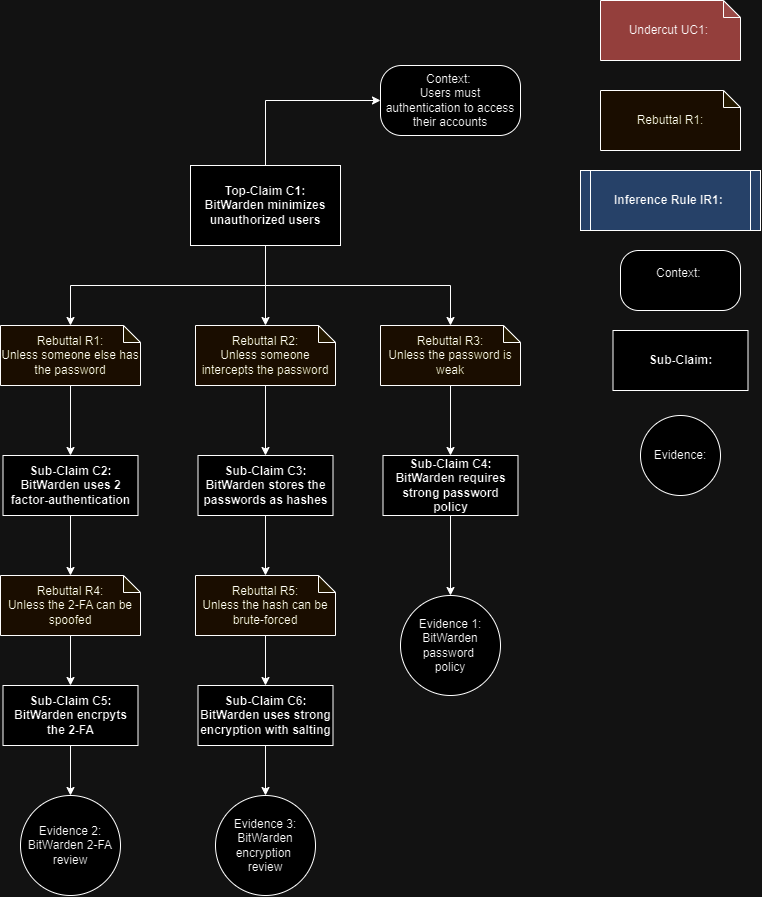 Undercut UC1:
Context:
Users must
authentication to access
their accounts
Rebuttal R1:
Top-Claim C1:
BitWarden minimizes
unauthorized users
Inference Rule IR1:
Context:
Rebuttal R1:
Unless someone else has
the password
Rebuttal R2:
Unless someone
intercepts the password
Rebuttal R3:
Unless the password is
weak
Sub-Claim:
Evidence:
Sub-Claim C2:
BitWarden uses 2
factor-authentication
Sub-Claim C3:
BitWarden stores the
passwords as hashes
Sub-Claim C4:
BitWarden requires
strong password
policy
Rebuttal R4:
Unless the 2-FA can be
spoofed
Rebuttal R5:
Unless the hash can be
brute-forced
Evidence 1:
BitWarden
password
policy
Sub-Claim C5:
BitWarden encrpyts
the 2-FA
Sub-Claim C6:
BitWarden uses strong
encryption with salting
Evidence 2:
BitWarden 2-FA
review
Evidence 3:
BitWarden
encryption
review